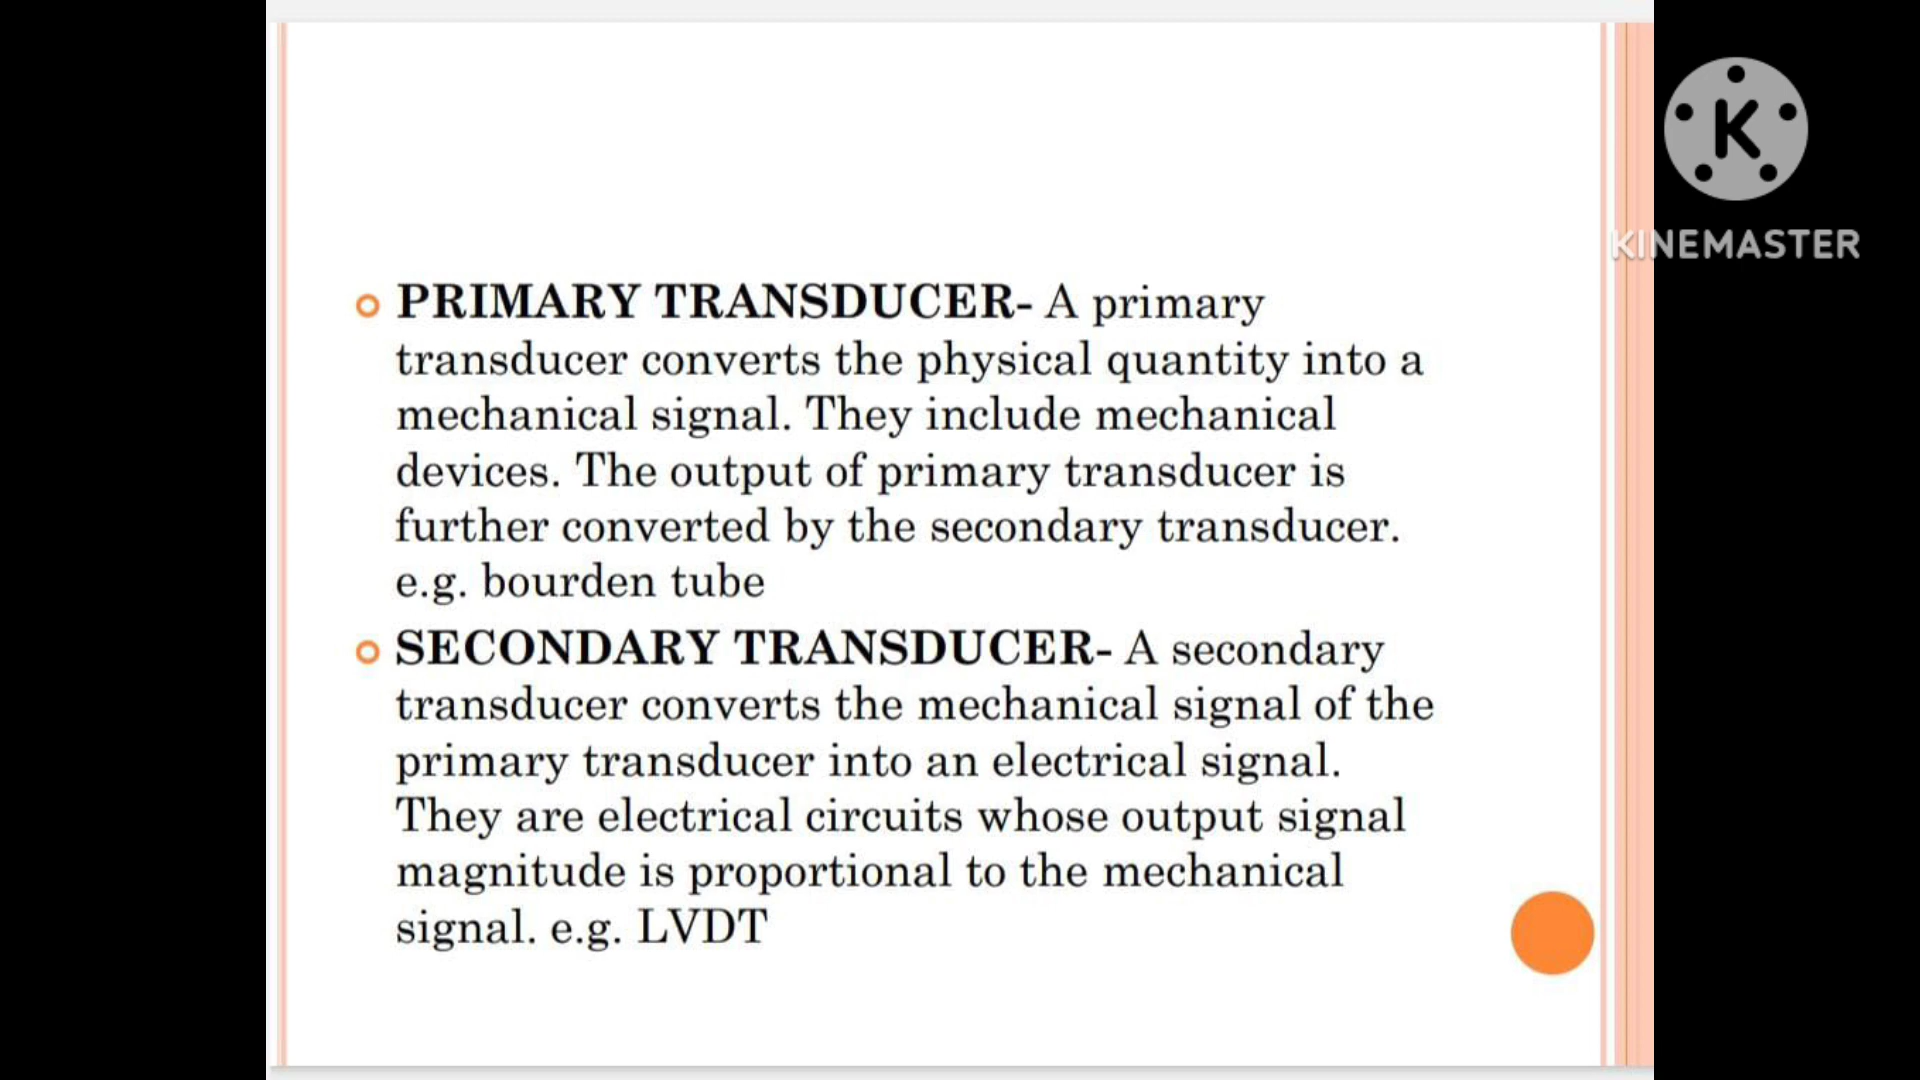 K
KINEMASTER
PRIMARY TRANSDUCER- A primary
transducer converts the physical quantity into a
mechanical signal. They include mechanical
devices. The output of primary transducer is
further converted by the secondary transducer.
e.g. bourden tube
SECONDARY TRANSDUCER- A secondary
transducer converts the mechanical signal of the
primary transducer into an electrical signal.
They are electrical circuits whose output signal
magnitude is proportional to the mechanical
signal. e.g. LVDT